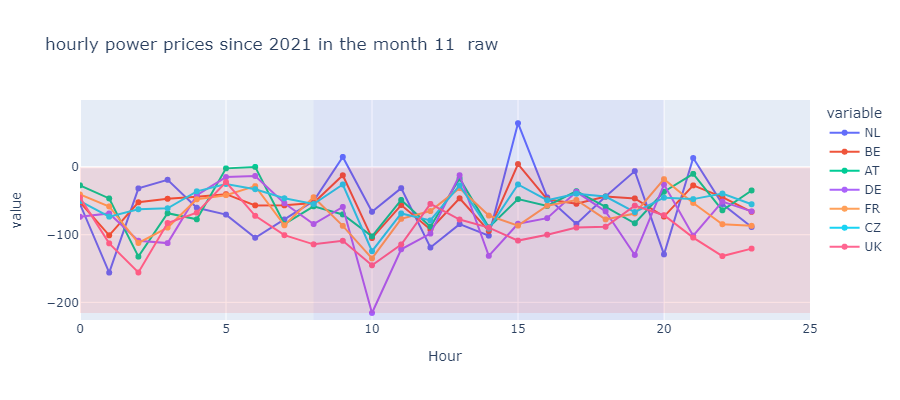 hourly power prices since 2021 in the month 11 raw
variable
NL
BE
AT
DE
FR
CZ
UK
value
0
−100
−200
0 5 10 15 20 25
Hour